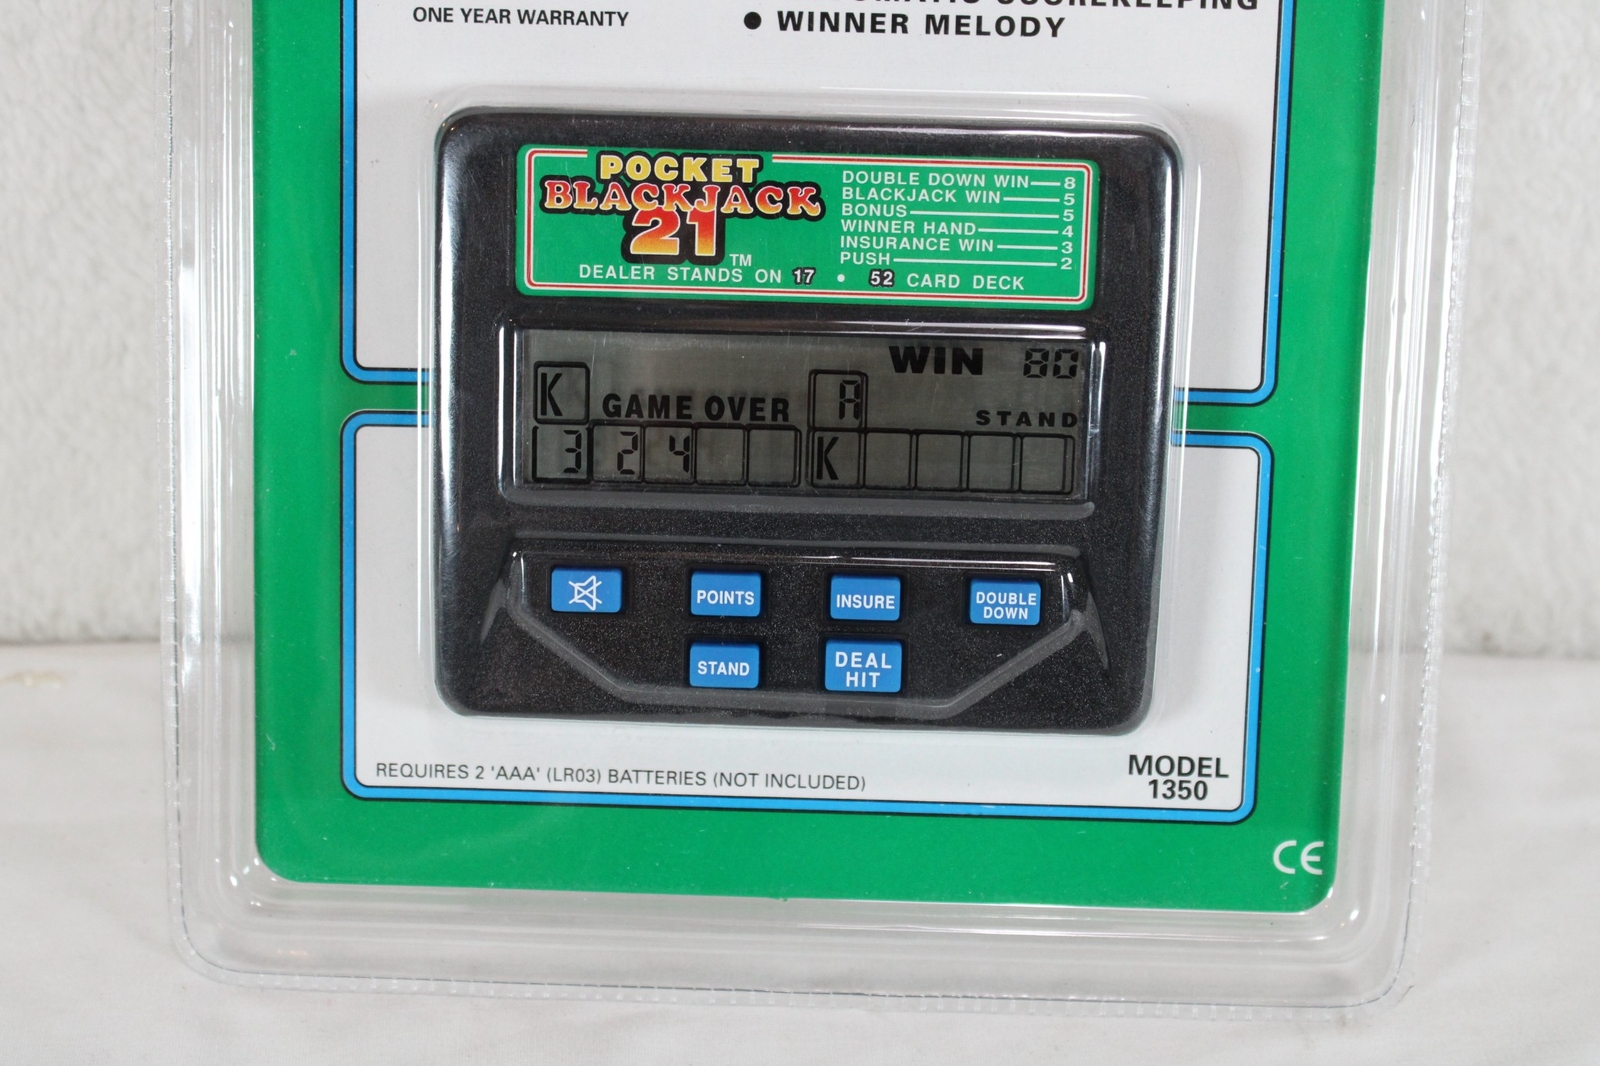 ONE YEAR WARRANTY
SCOREKEEPING
● WINNER MELODY
POCKET
BLACKJACK
21™
DOUBLE DOWN WIN—8
BLACKJACK WIN—5
BONUS—5
WINNER HAND—4
INSURANCE WIN—3
PUSH—2
DEALER STANDS ON 17 • 52 CARD DECK
WIN 80
K GAME OVER A
STAND
3 2 4 K
POINTS
INSURE
DOUBLE
DOWN
STAND
DEAL
HIT
REQUIRES 2 'AAA' (LR03) BATTERIES (NOT INCLUDED)
MODEL
1350
CE